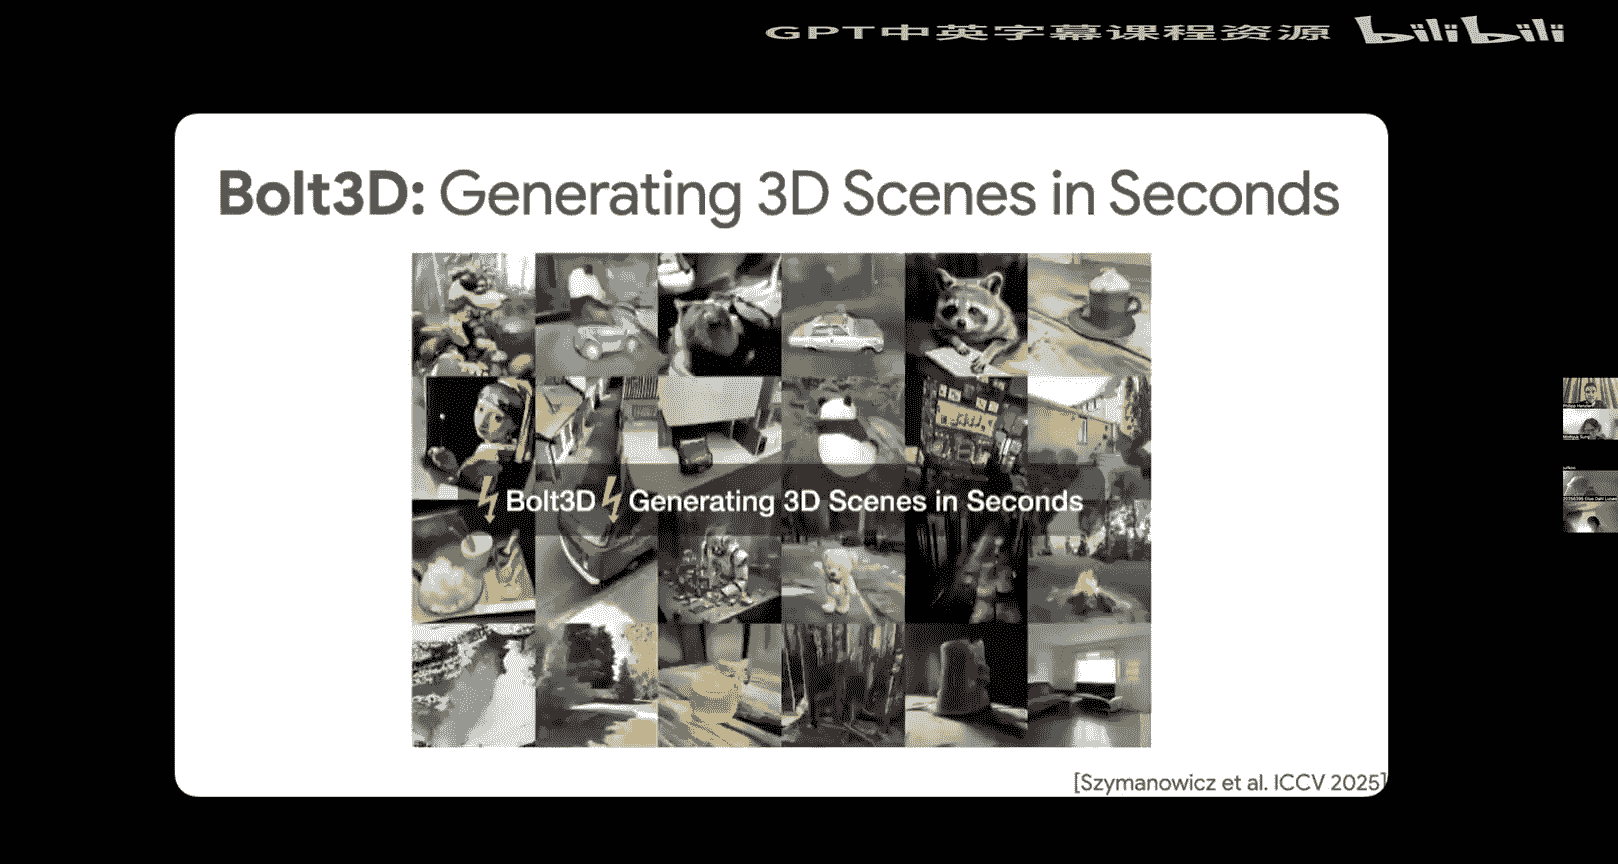 GPT中英字幕课程资源 bilibili
Bolt3D: Generating 3D Scenes in Seconds
Bolt3D Generating 3D Scenes in Seconds
[Szymanowicz et al. ICCV 2025]